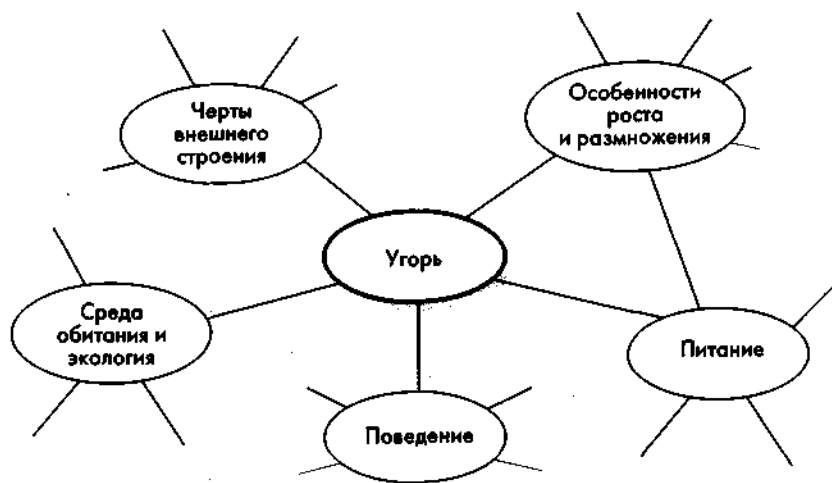 Черты
внешнего
строения
Особенности
роста
и размножения
Угорь
Среда
обитания и
экология
Питание
Поведение